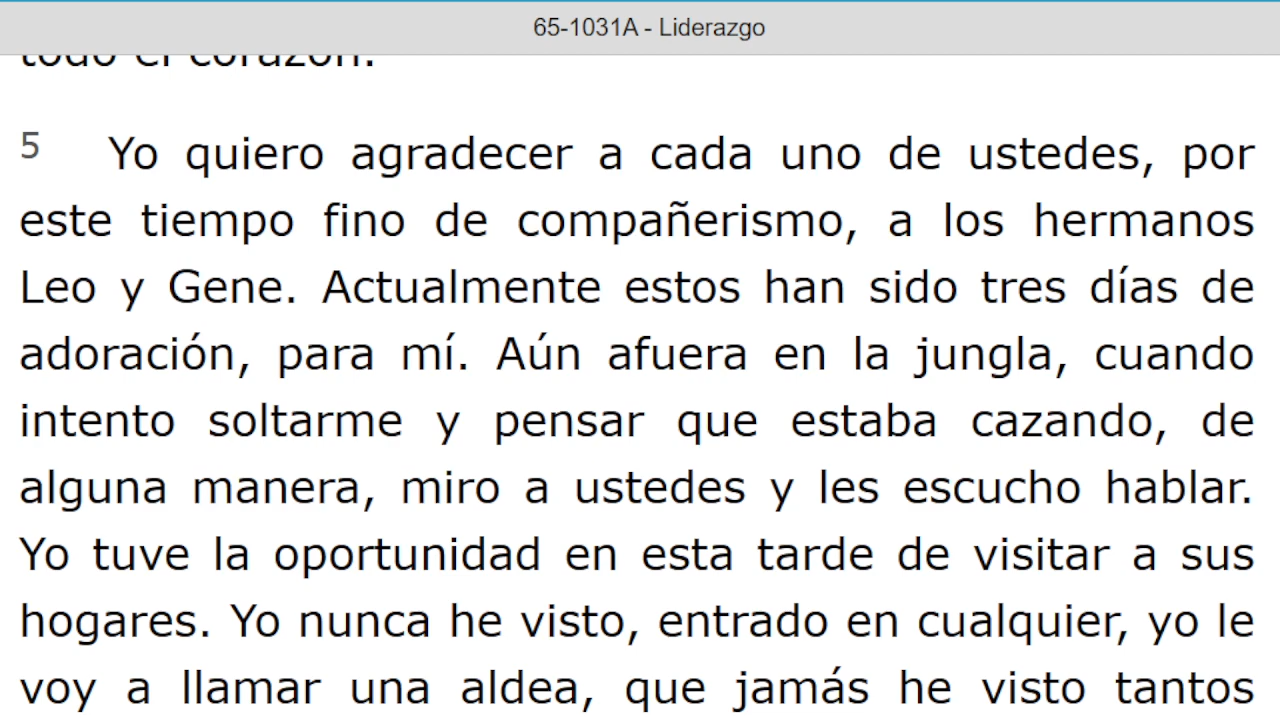 65-1031A - Liderazgo
todo el corazón.
5 Yo quiero agradecer a cada uno de ustedes, por
este tiempo fino de compañerismo, a los hermanos
Leo y Gene. Actualmente estos han sido tres días de
adoración, para mí. Aún afuera en la jungla, cuando
intento soltarme y pensar que estaba cazando, de
alguna manera, miro a ustedes y les escucho hablar.
Yo tuve la oportunidad en esta tarde de visitar a sus
hogares. Yo nunca he visto, entrado en cualquier, yo le
voy a llamar una aldea, que jamás he visto tantos